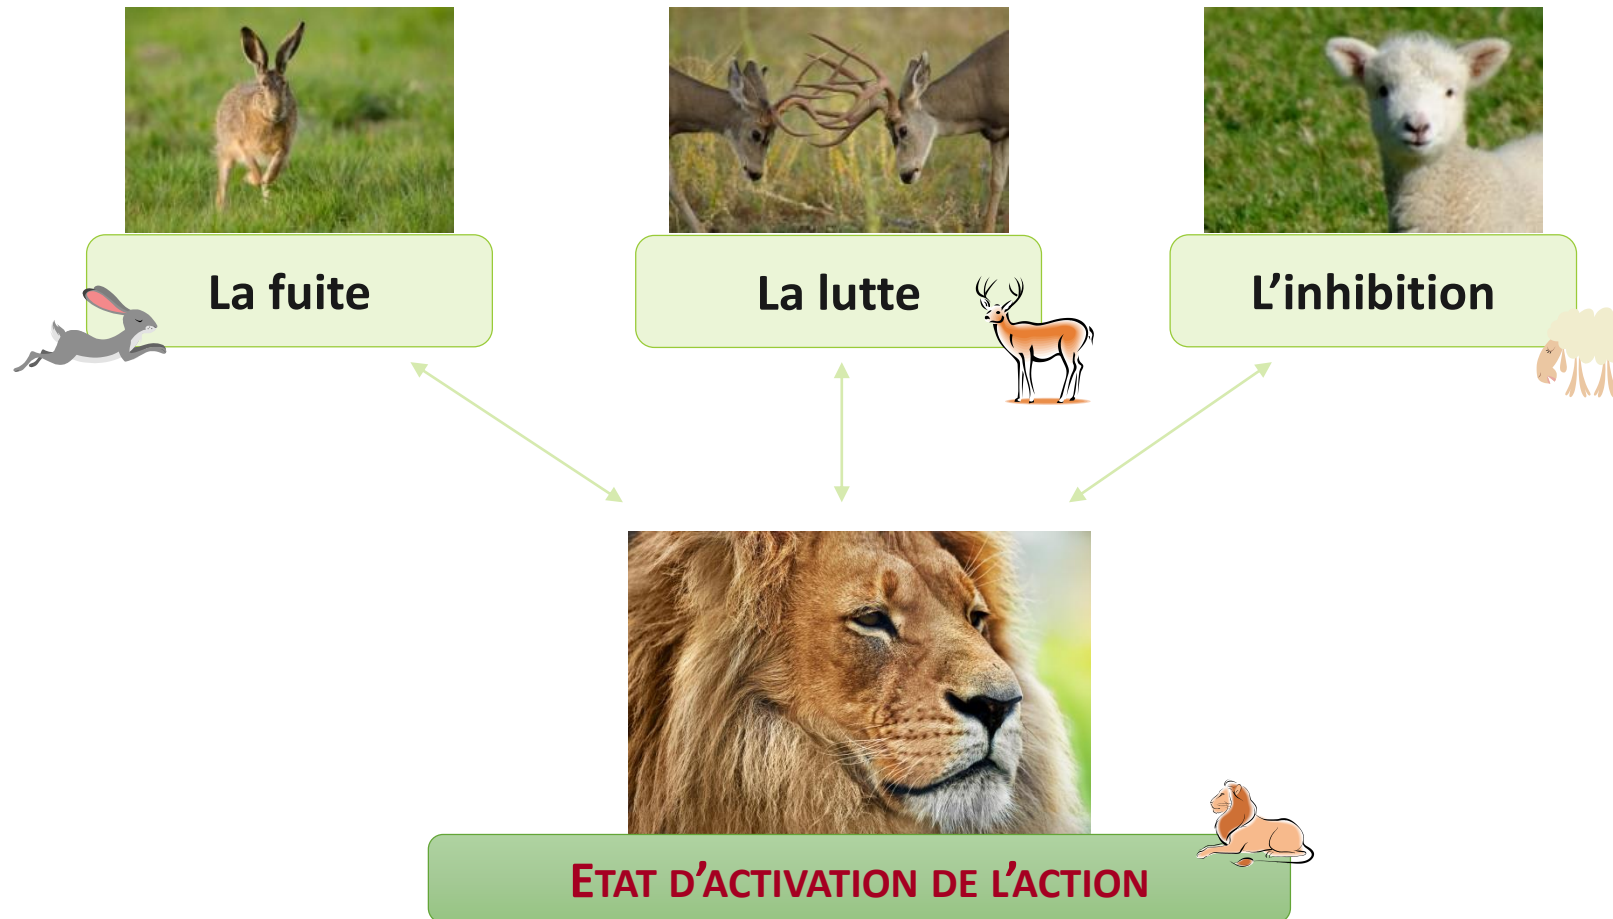 La fuite
La lutte
L’inhibition
ETAT D’ACTIVATION DE L’ACTION